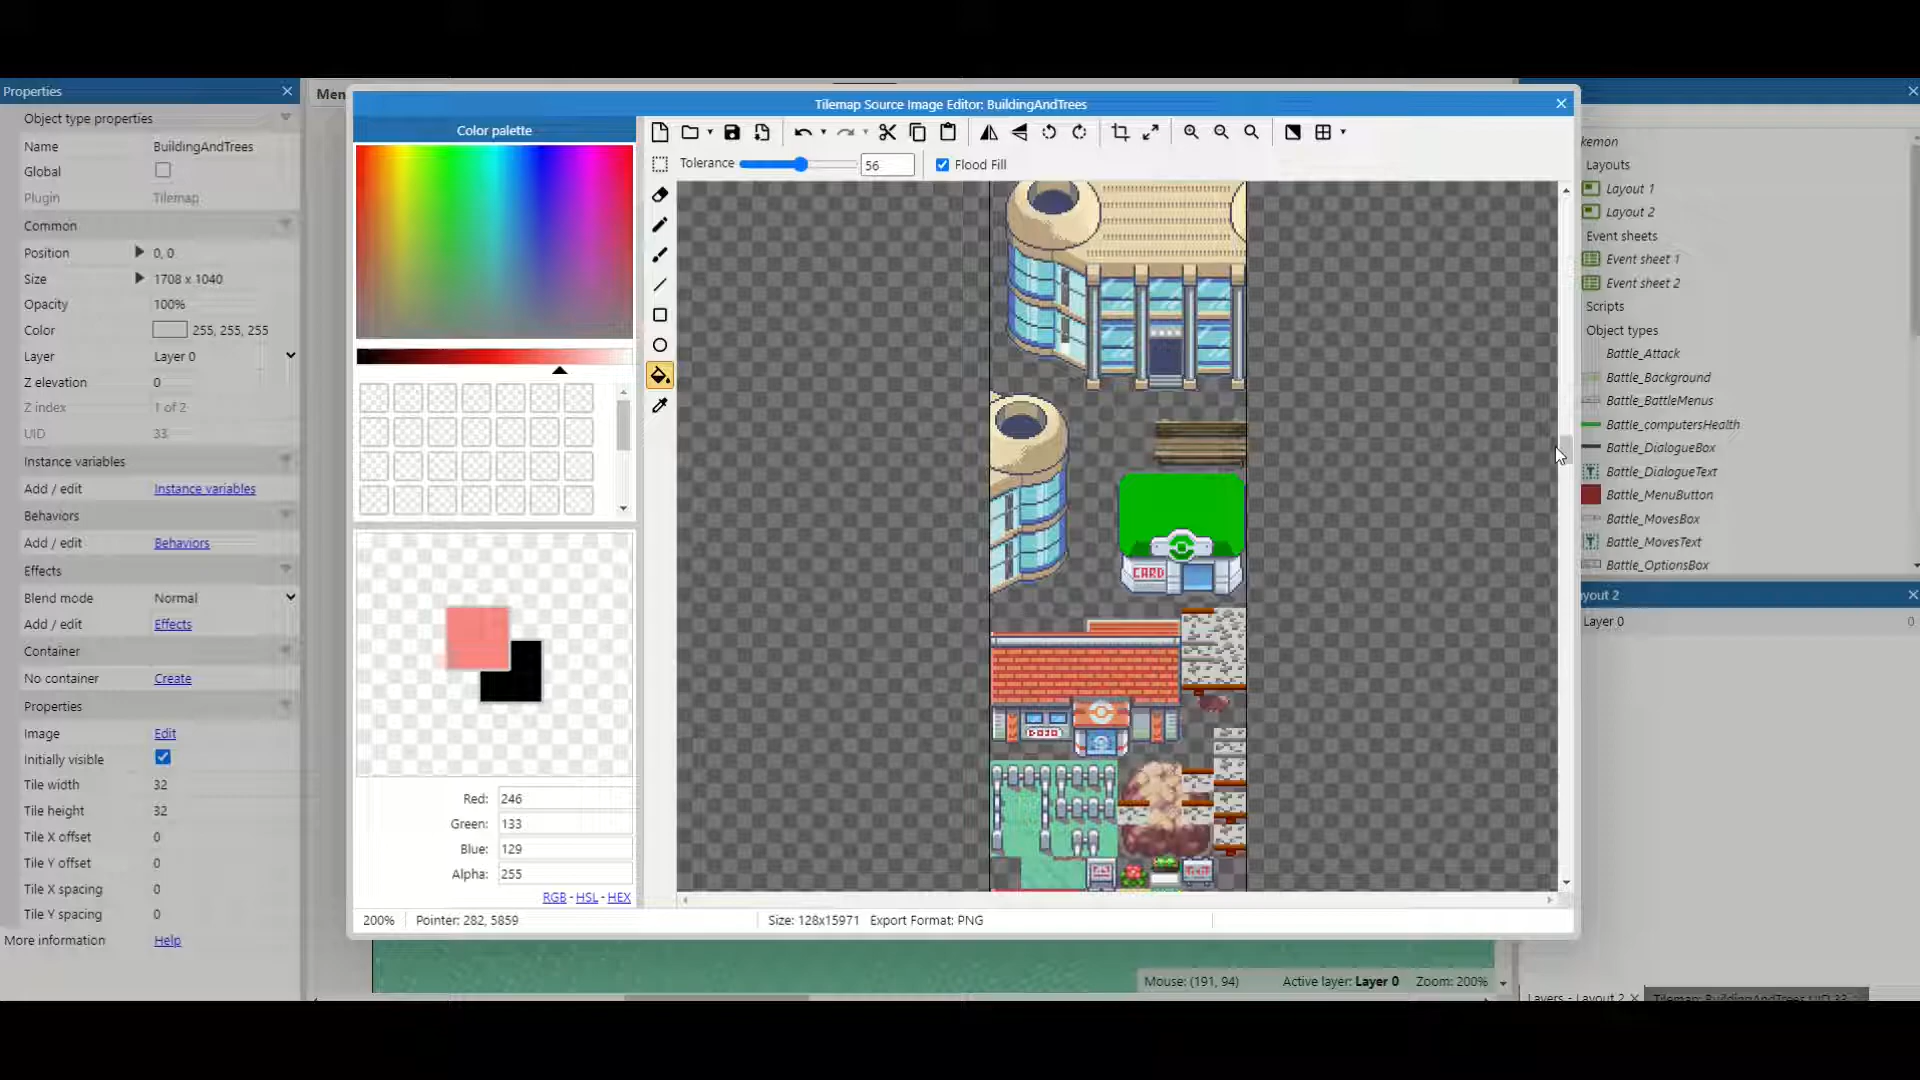 Properties
Object type properties
Name BuildingAndTrees
Global
Plugin Tilemap
Common
Position 0, 0
Size 1708 x 1040
Opacity 100%
Color 255, 255, 255
Layer Layer 0
Z elevation 0
Z index 1 of 2
UID 33
Instance variables
Add / edit Instance variables
Behaviors
Add / edit Behaviors
Effects
Blend mode Normal
Add / edit Effects
Container
No container Create
Properties
Image Edit
Initially visible
Tile width 32
Tile height 32
Tile X offset 0
Tile Y offset 0
Tile X spacing 0
Tile Y spacing 0
More information Help
Men
Tilemap Source Image Editor: BuildingAndTrees
Color palette
Tolerance 56 Flood Fill
CARD
DOJO
Red: 246
Green: 133
Blue: 129
Alpha: 255
RGB - HSL - HEX
200% Pointer: 282, 5859 Size: 128x15971 Export Format: PNG
Mouse: (191, 94) Active layer: Layer 0 Zoom: 200%
kemon
Layouts
Layout 1
Layout 2
Event sheets
Event sheet 1
Event sheet 2
Scripts
Object types
Battle_Attack
Battle_Background
Battle_BattleMenus
Battle_computersHealth
Battle_DialogueBox
Battle_DialogueText
Battle_MenuButton
Battle_MovesBox
Battle_MovesText
Battle_OptionsBox
yout 2
Layer 0 0
Layers - Layout 2 Tilemap: BuildingAndTrees UID 33